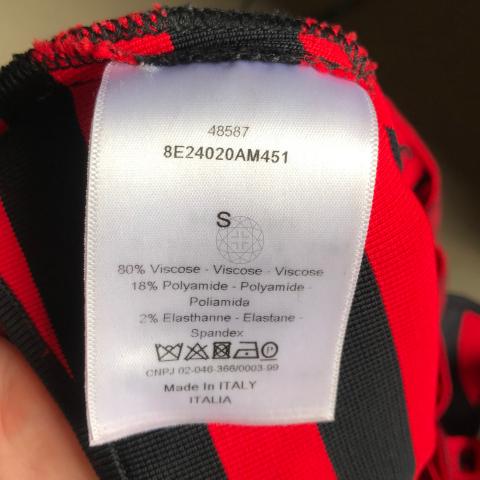 48587
8E24020AM451
S
80% Viscose - Viscose - Viscose
18% Polyamide - Polyamide -
Poliamida
2% Elasthanne - Elastane -
Spandex
CNPJ 02-046-366/0003-99
Made In ITALY
ITALIA